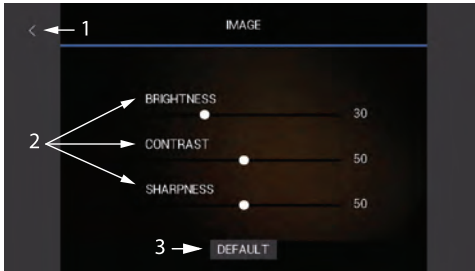 < 1 IMAGE
BRIGHTNESS
30
2 CONTRAST
50
SHARPNESS
50
3 DEFAULT